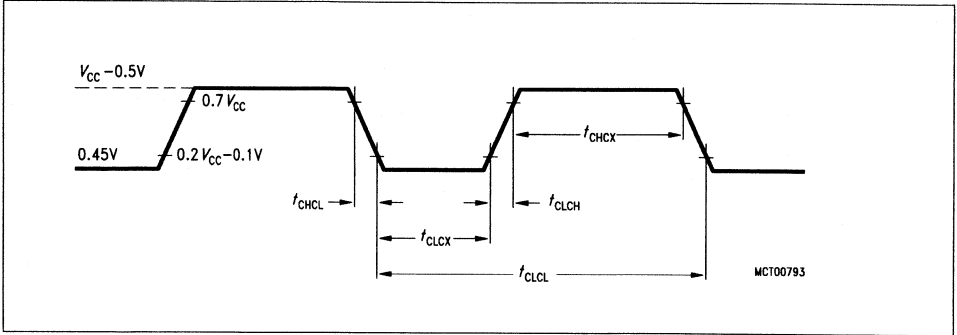 V_CC −0.5V
0.7 V_CC
0.45V
0.2 V_CC −0.1V
t_CHCX
t_CHCL
t_CLCH
t_CLCX
t_CLCL
MCT00793